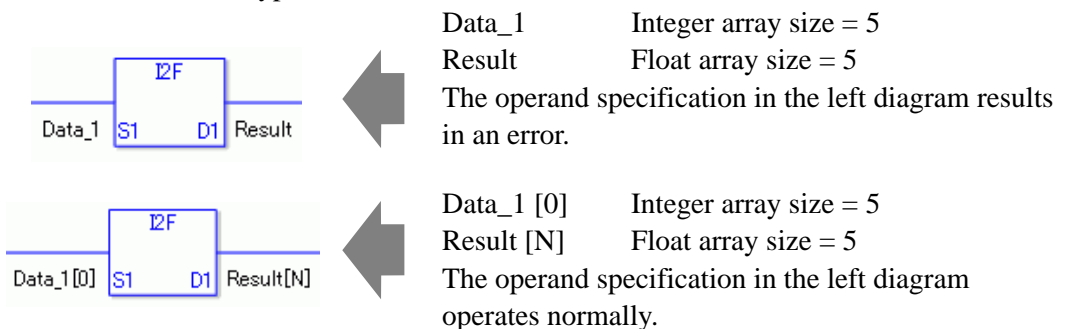 Data_1 Integer array size = 5
Result Float array size = 5
The operand specification in the left diagram results
in an error.
I2F
Data_1 S1 D1 Result
Data_1 [0] Integer array size = 5
Result [N] Float array size = 5
The operand specification in the left diagram
operates normally.
I2F
Data_1[0] S1 D1 Result[N]